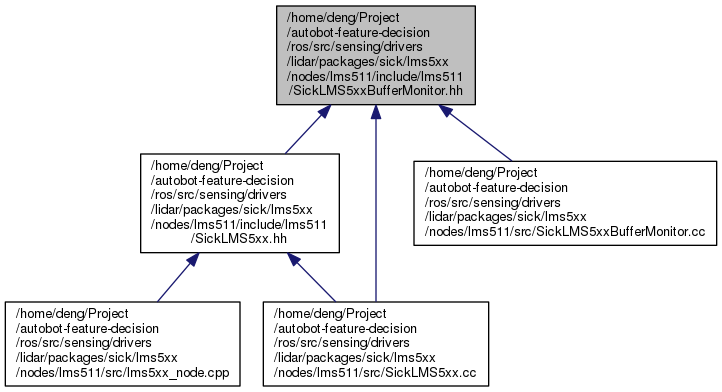 /home/deng/Project
/autobot-feature-decision
/ros/src/sensing/drivers
/lidar/packages/sick/lms5xx
/nodes/lms511/include/lms511
/SickLMS5xxBufferMonitor.hh
/home/deng/Project
/autobot-feature-decision
/ros/src/sensing/drivers
/lidar/packages/sick/lms5xx
/nodes/lms511/include/lms511
/SickLMS5xx.hh
/home/deng/Project
/autobot-feature-decision
/ros/src/sensing/drivers
/lidar/packages/sick/lms5xx
/nodes/lms511/src/SickLMS5xxBufferMonitor.cc
/home/deng/Project
/autobot-feature-decision
/ros/src/sensing/drivers
/lidar/packages/sick/lms5xx
/nodes/lms511/src/lms5xx_node.cpp
/home/deng/Project
/autobot-feature-decision
/ros/src/sensing/drivers
/lidar/packages/sick/lms5xx
/nodes/lms511/src/SickLMS5xx.cc